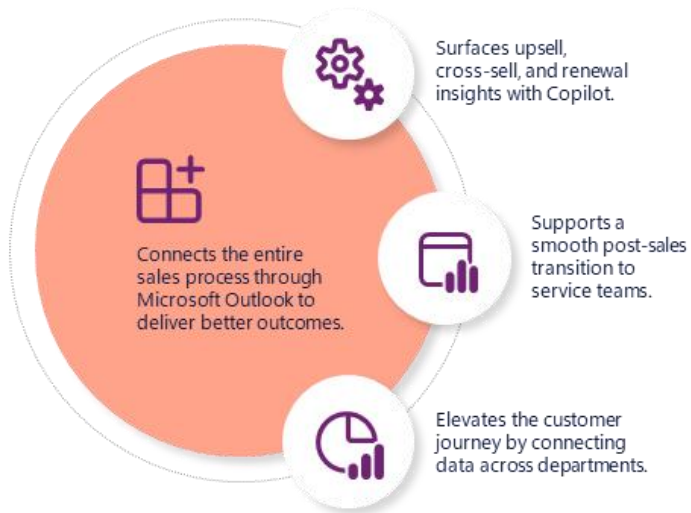 Surfaces upsell,
cross-sell, and renewal
insights with Copilot.
Connects the entire
sales process through
Microsoft Outlook to
deliver better outcomes.
Supports a
smooth post-sales
transition to
service teams.
Elevates the customer
journey by connecting
data across departments.